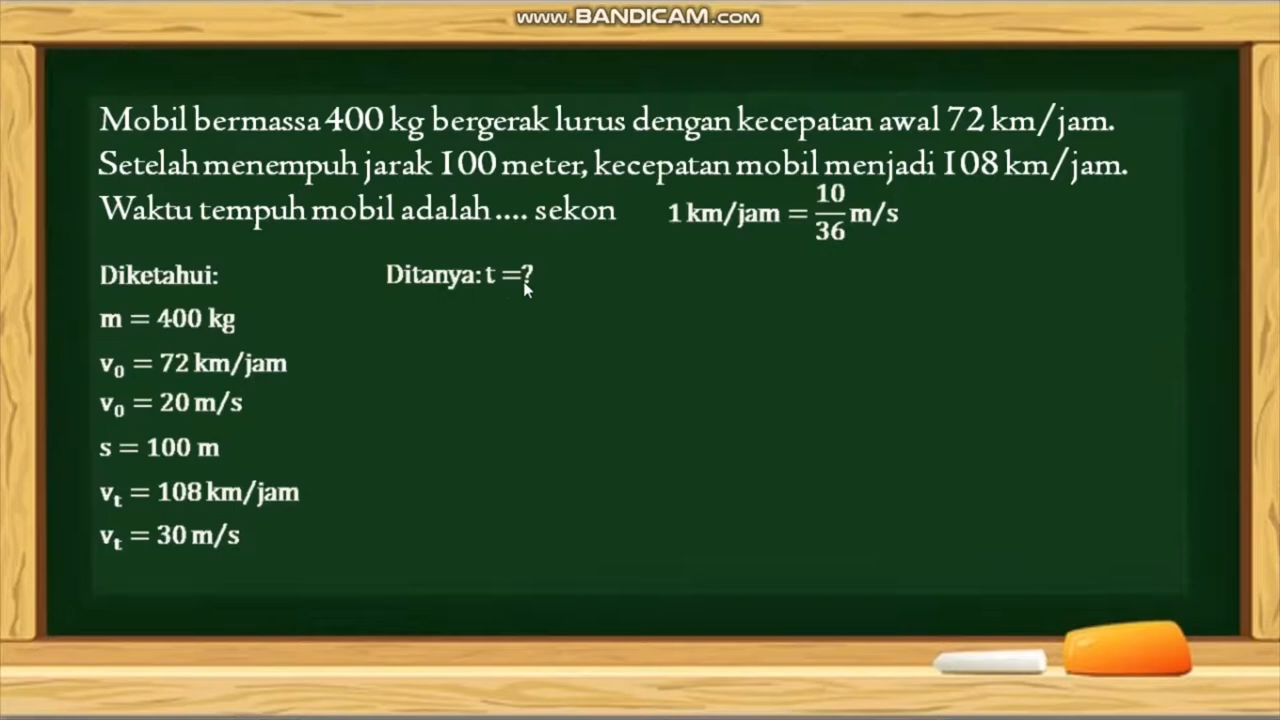 www.BANDICAM.com
Mobil bermassa 400 kg bergerak lurus dengan kecepatan awal 72 km/jam.
Setelah menempuh jarak 100 meter, kecepatan mobil menjadi 108 km/jam.
Waktu tempuh mobil adalah .... sekon 1 km/jam = 10/36 m/s
Diketahui: Ditanya: t =?
m = 400 kg
v₀ = 72 km/jam
v₀ = 20 m/s
s = 100 m
vₜ = 108 km/jam
vₜ = 30 m/s